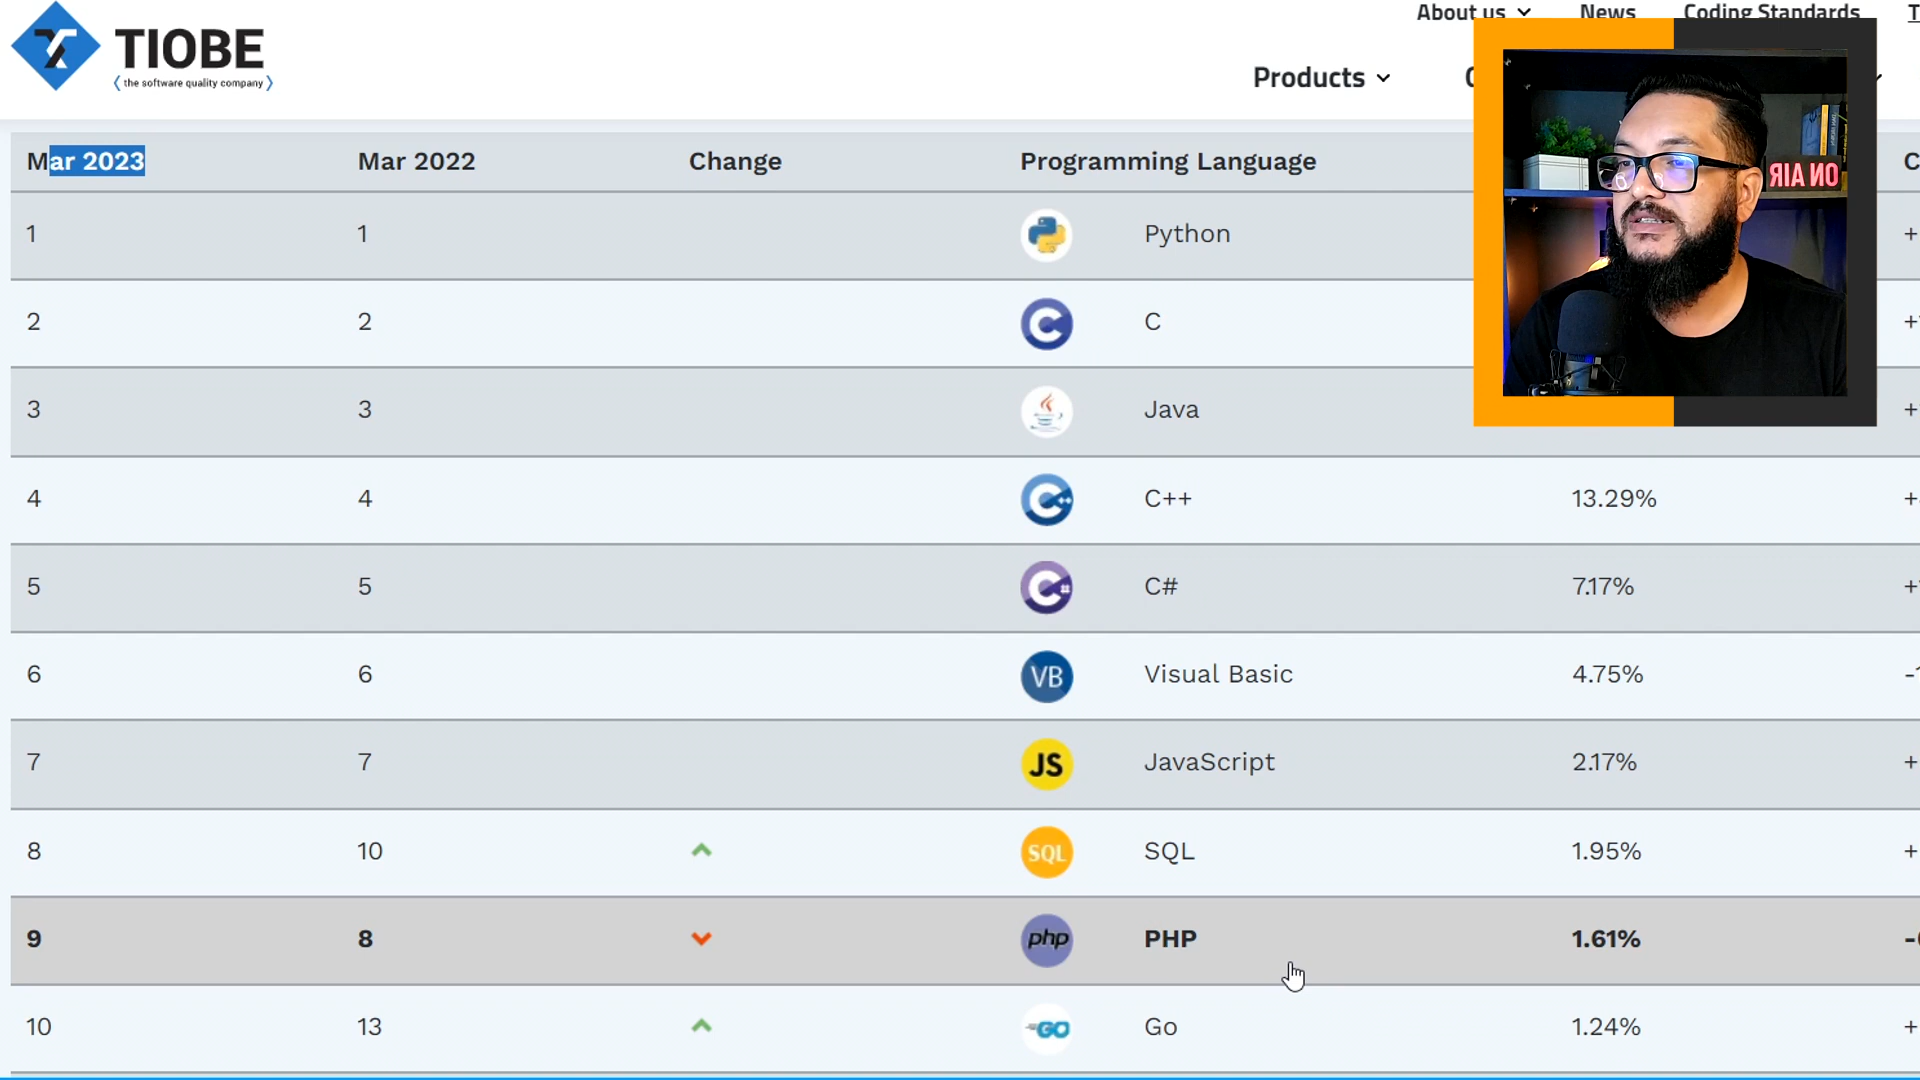 About us News Coding Standards
TIOBE
(the software quality company)
Products
Mar 2023 Mar 2022 Change Programming Language
ON AIR
1 1 Python
2 2 C
3 3 Java
4 4 C++ 13.29%
5 5 C# 7.17%
6 6 VB Visual Basic 4.75%
7 7 JS JavaScript 2.17%
8 10 SQL SQL 1.95%
9 8 php PHP 1.61%
10 13 GO Go 1.24%